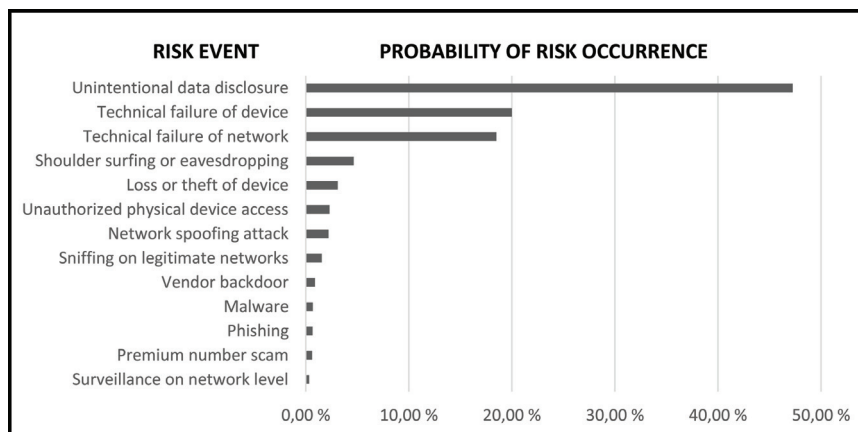 RISK EVENT PROBABILITY OF RISK OCCURRENCE
Unintentional data disclosure
Technical failure of device
Technical failure of network
Shoulder surfing or eavesdropping
Loss or theft of device
Unauthorized physical device access
Network spoofing attack
Sniffing on legitimate networks
Vendor backdoor
Malware
Phishing
Premium number scam
Surveillance on network level
0,00 % 10,00 % 20,00 % 30,00 % 40,00 % 50,00 %